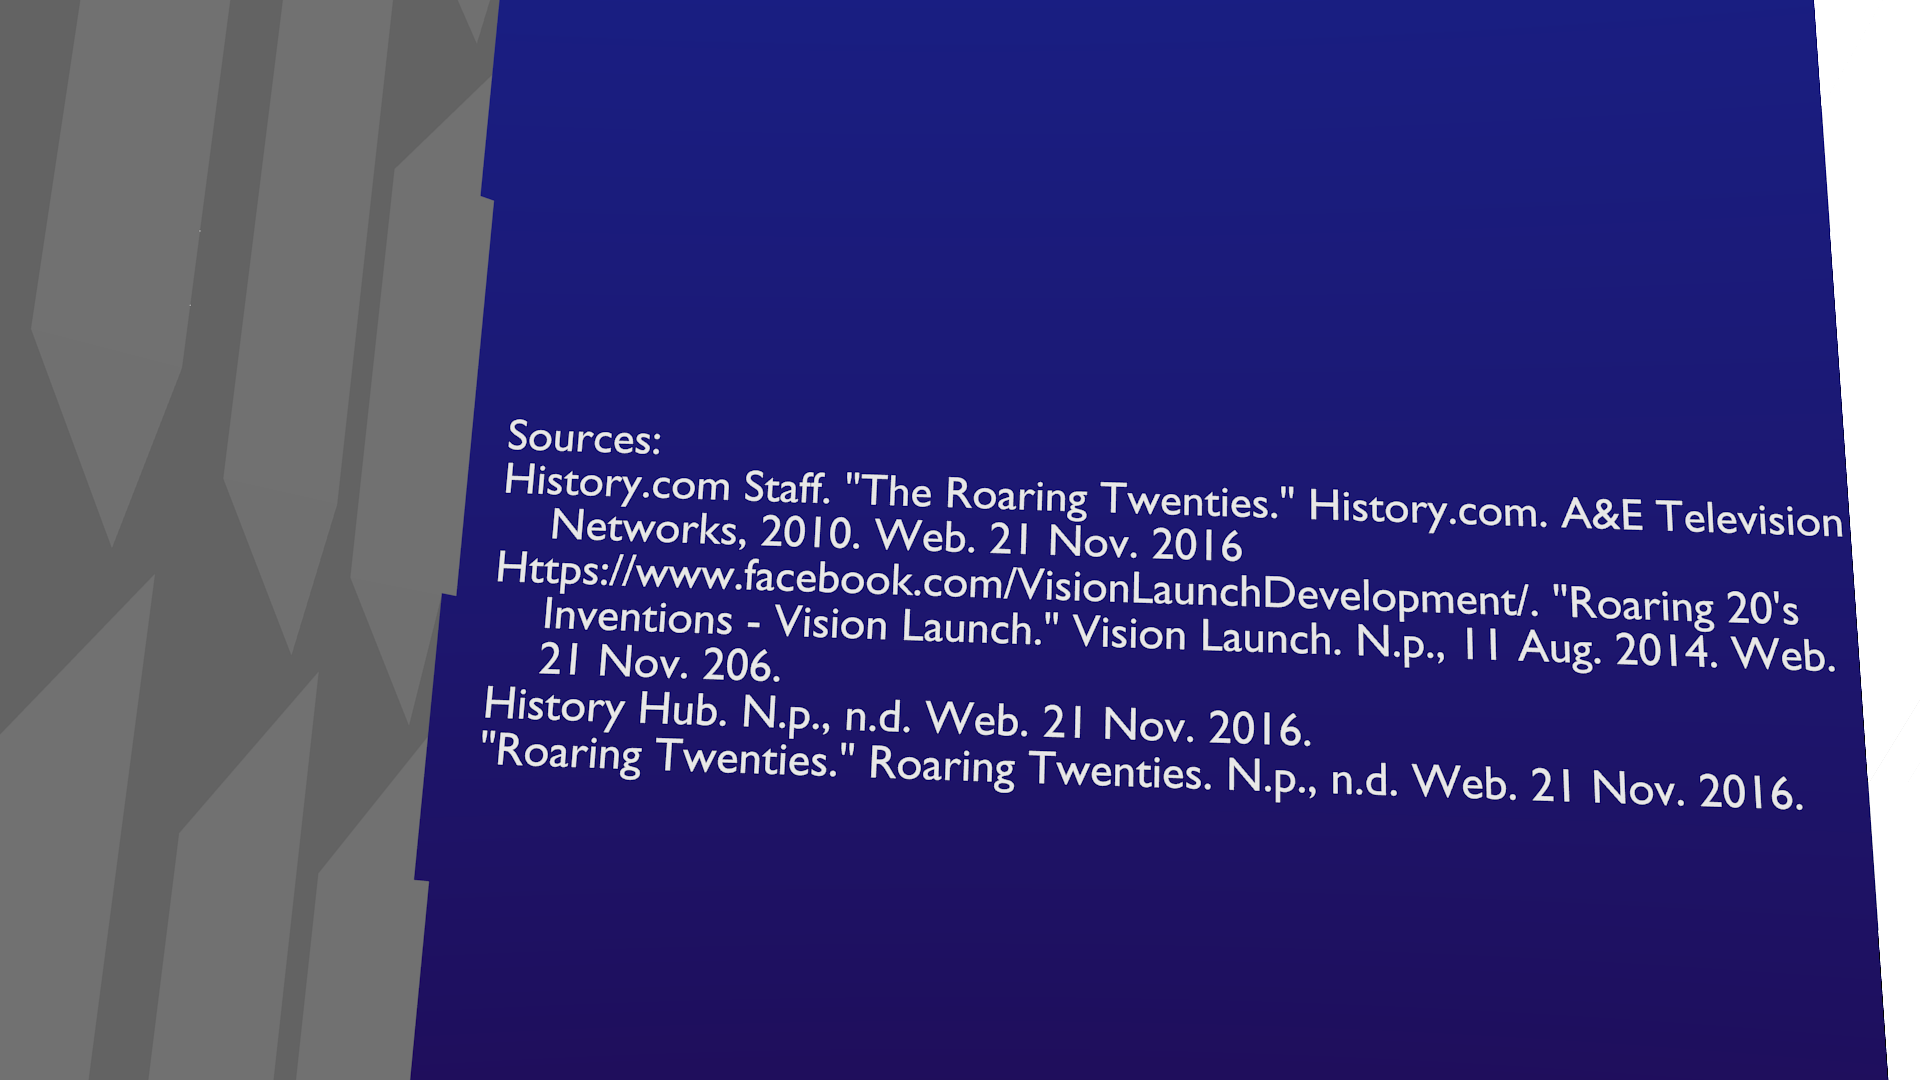 Sources:
History.com Staff. "The Roaring Twenties." History.com. A&E Television
Networks, 2010. Web. 21 Nov. 2016
Https://www.facebook.com/VisionLaunchDevelopment/. "Roaring 20's
Inventions - Vision Launch." Vision Launch. N.p., 11 Aug. 2014. Web.
21 Nov. 206.
History Hub. N.p., n.d. Web. 21 Nov. 2016.
"Roaring Twenties." Roaring Twenties. N.p., n.d. Web. 21 Nov. 2016.